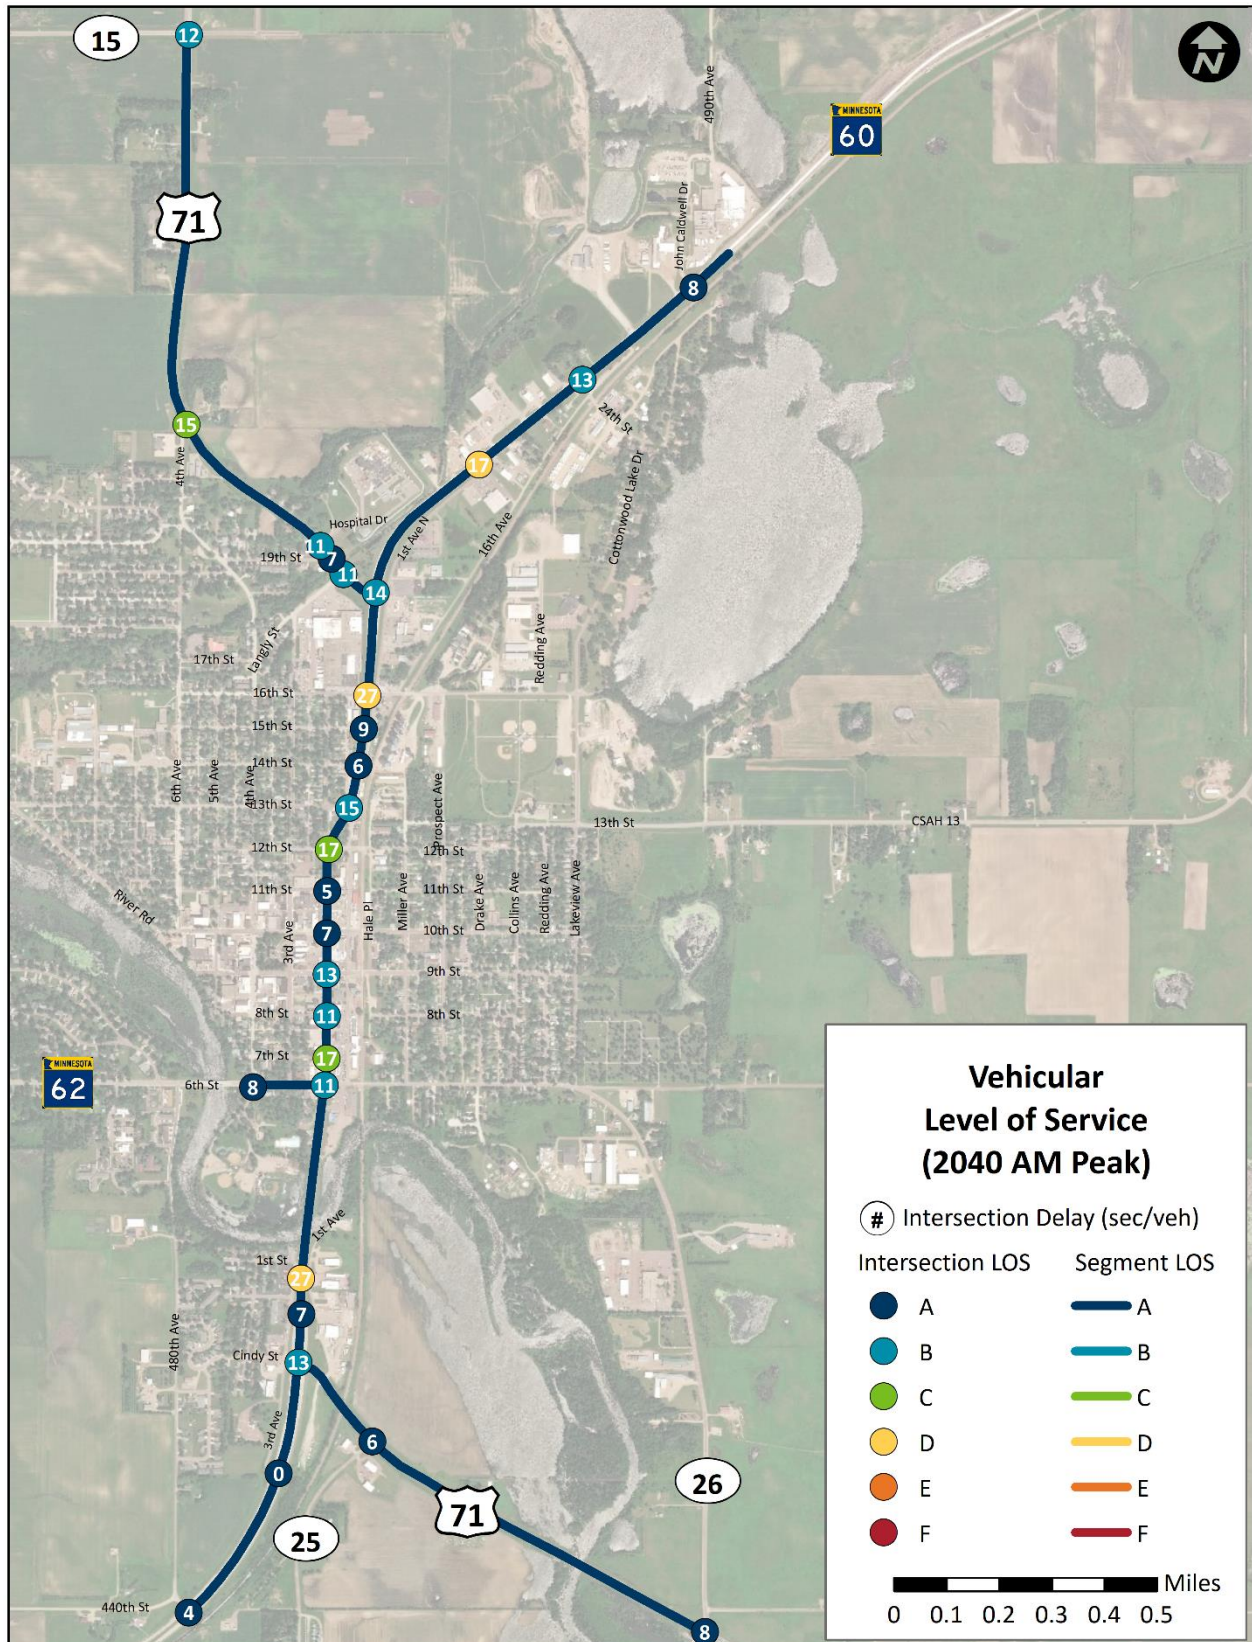 15
12
N
490th Ave
MINNESOTA
60
71
John Caldwell Dr
8
13
15
24th St
4th Ave
17
Cottonwood Lake Dr
Hospital Dr
1st Ave N
16th Ave
11
19th St
7
11
14
Langly St
17th St
Redding Ave
16th St
27
15th St
9
14th St
6
6th Ave
5th Ave
4th Ave
13th St
15
Prospect Ave
13th St
CSAH 13
12th St
17
12th St
11th St
5
11th St
River Rd
3rd Ave
Hale Pl
Miller Ave
Drake Ave
Collins Ave
Redding Ave
Lakeview Ave
7
10th St
13
9th St
8th St
11
8th St
7th St
17
MINNESOTA
62
6th St
8
11
1st Ave
1st St
27
7
480th Ave
Cindy St
13
3rd Ave
6
0
26
71
25
440th St
4
8
Vehicular
Level of Service
(2040 AM Peak)
# Intersection Delay (sec/veh)
Intersection LOS Segment LOS
A A
B B
C C
D D
E E
F F
Miles
0 0.1 0.2 0.3 0.4 0.5